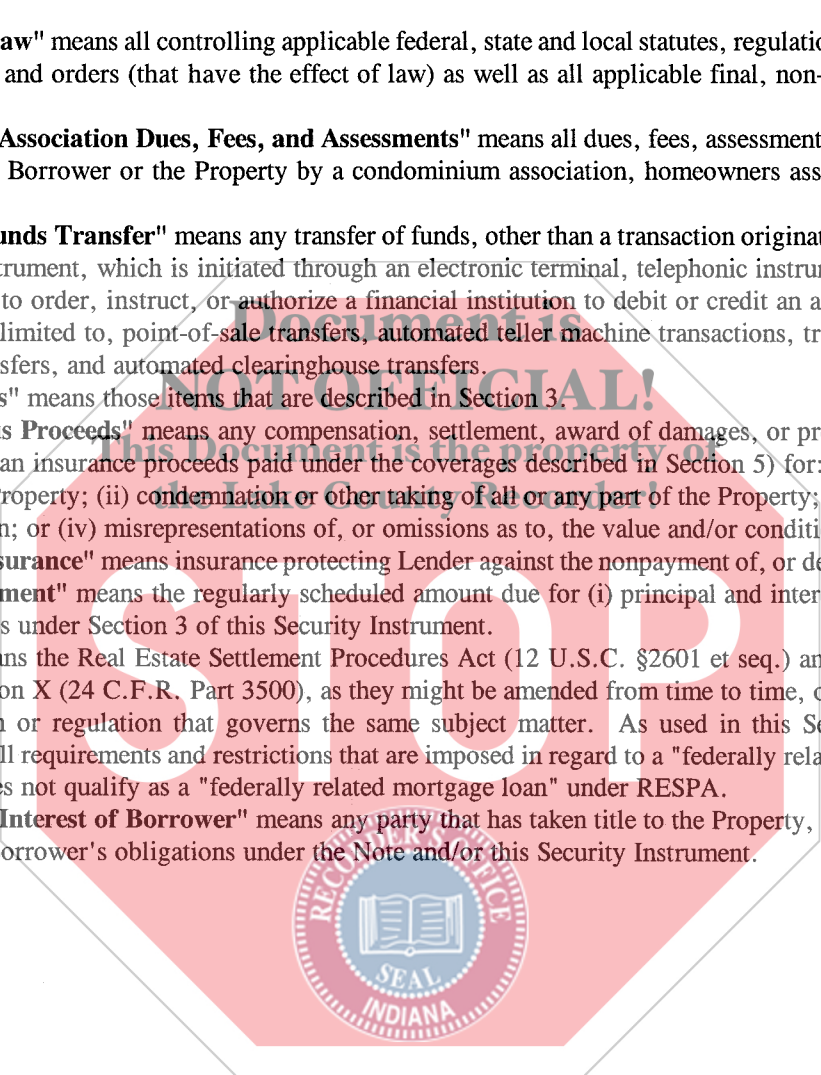 aw" means all controlling applicable federal, state and local statutes, regulatio
and orders (that have the effect of law) as well as all applicable final, non-
Association Dues, Fees, and Assessments" means all dues, fees, assessment
Borrower or the Property by a condominium association, homeowners ass
unds Transfer" means any transfer of funds, other than a transaction originat
trument, which is initiated through an electronic terminal, telephonic instru
to order, instruct, or authorize a financial institution to debit or credit an a
Document is
limited to, point-of-sale transfers, automated teller machine transactions, tr
sfers, and automated clearinghouse transfers.
NOT OFFICIAL!
s" means those items that are described in Section 3.
s Proceeds" means any compensation, settlement, award of damages, or pr
This Document is the property of
an insurance proceeds paid under the coverages described in Section 5) for:
roperty; (ii) condemnation or other taking of all or any part of the Property;
the Lake County Recorder!
n; or (iv) misrepresentations of, or omissions as to, the value and/or conditi
surance" means insurance protecting Lender against the nonpayment of, or de
ment" means the regularly scheduled amount due for (i) principal and inter
s under Section 3 of this Security Instrument.
STOP
ans the Real Estate Settlement Procedures Act (12 U.S.C. §2601 et seq.) an
on X (24 C.F.R. Part 3500), as they might be amended from time to time, o
n or regulation that governs the same subject matter. As used in this Se
ll requirements and restrictions that are imposed in regard to a "federally rela
es not qualify as a "federally related mortgage loan" under RESPA.
Interest of Borrower" means any party that has taken title to the Property,
orrower's obligations under the Note and/or this Security Instrument.
RECORDER'S OFFICE
SEAL
INDIANA